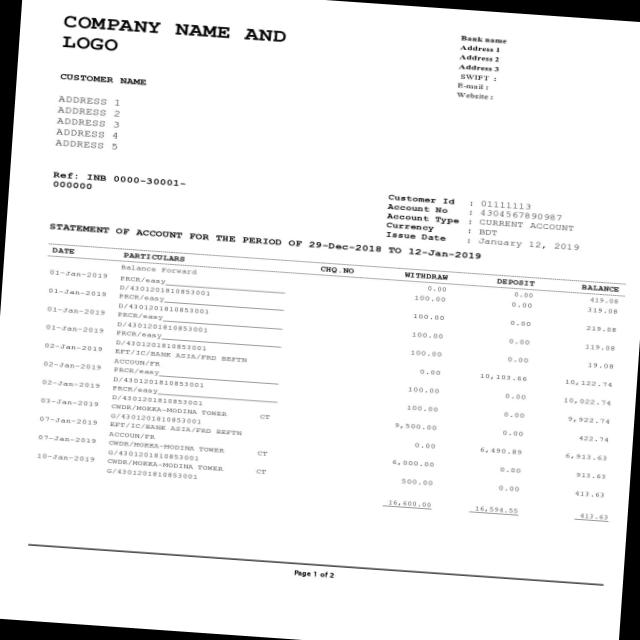 COMPANY NAME AND
LOGO
Bank name
Address 1
Address 2
Address 3
SWIFT :
E-mail :
Website :
CUSTOMER NAME
ADDRESS 1
ADDRESS 2
ADDRESS 3
ADDRESS 4
ADDRESS 5
Ref: INB 0000-30001-
000000
Customer Id : 01111113
Account No : 4304567890987
Account Type : CURRENT ACCOUNT
Currency : BDT
Issue Date : January 12, 2019
STATEMENT OF ACCOUNT FOR THE PERIOD OF 29-Dec-2018 TO 12-Jan-2019
DATE PARTICULARS CHQ.NO WITHDRAW DEPOSIT BALANCE
Balance Forward 0.00 0.00 419.08
01-Jan-2019 PRCR/easy 100.00 0.00 319.08
D/4301201810853001
01-Jan-2019 PRCR/easy 100.00 0.00 219.08
D/4301201810853001
01-Jan-2019 PRCR/easy 100.00 0.00 119.08
D/4301201810853001
01-Jan-2019 PRCR/easy 100.00 0.00 19.08
D/4301201810853001
02-Jan-2019 EFT/IC/BANK ASIA/FRD BEFTN 0.00 10,103.66 10,122.74
ACCOUN/FR
02-Jan-2019 PRCR/easy 100.00 0.00 10,022.74
D/4301201810853001
02-Jan-2019 PRCR/easy 100.00 0.00 9,922.74
D/4301201810853001
03-Jan-2019 CWDR/MOKKA-MODINA TOWER CT 9,500.00 0.00 422.74
G/4301201810853001
07-Jan-2019 EFT/IC/BANK ASIA/FRD BEFTN 0.00 6,490.89 6,913.63
ACCOUN/FR
07-Jan-2019 CWDR/MOKKA-MODINA TOWER CT 6,000.00 0.00 913.63
G/4301201810853001
10-Jan-2019 CWDR/MOKKA-MODINA TOWER CT 500.00 0.00 413.63
G/4301201810853001
16,600.00 16,594.55 413.63
Page 1 of 2